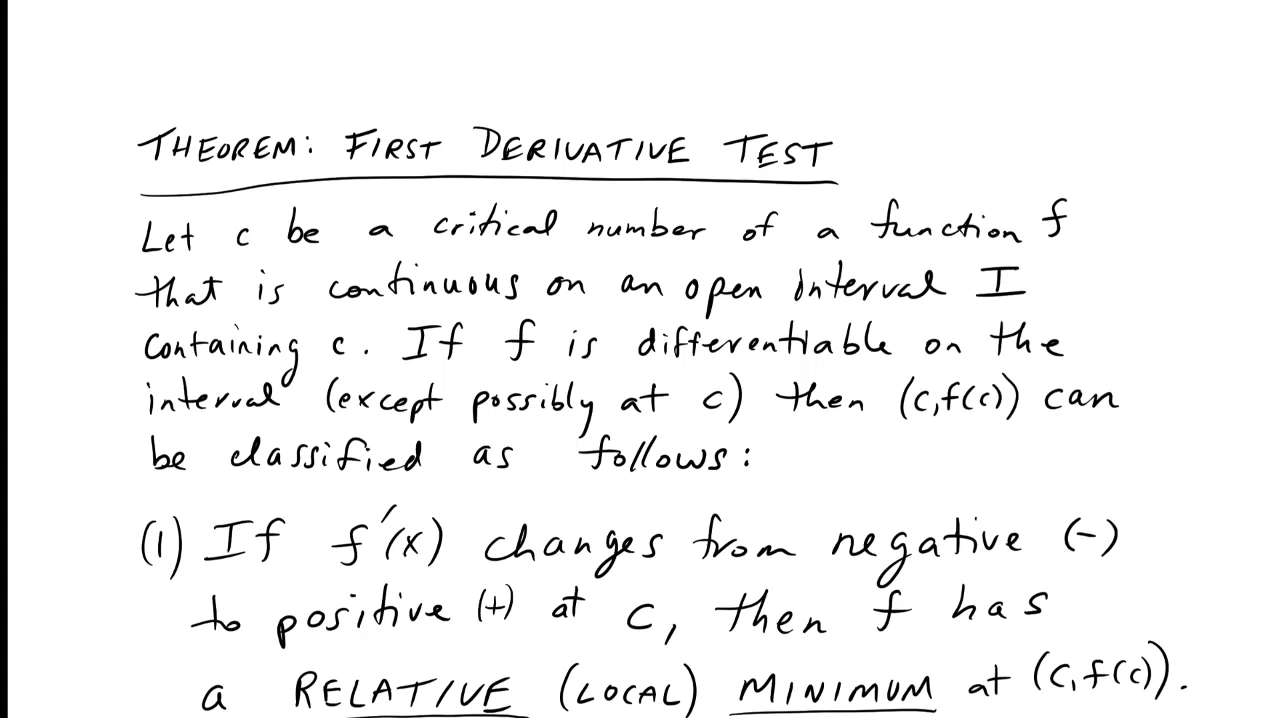 THEOREM: FIRST DERIVATIVE TEST
Let c be a critical number of a function f
that is continuous on an open interval I
containing c. If f is differentiable on the
interval (except possibly at c) then (c,f(c)) can
be classified as follows:
(1) If f'(x) changes from negative (-)
to positive (+) at c, then f has
a RELATIVE (LOCAL) MINIMUM at (c,f(c)).